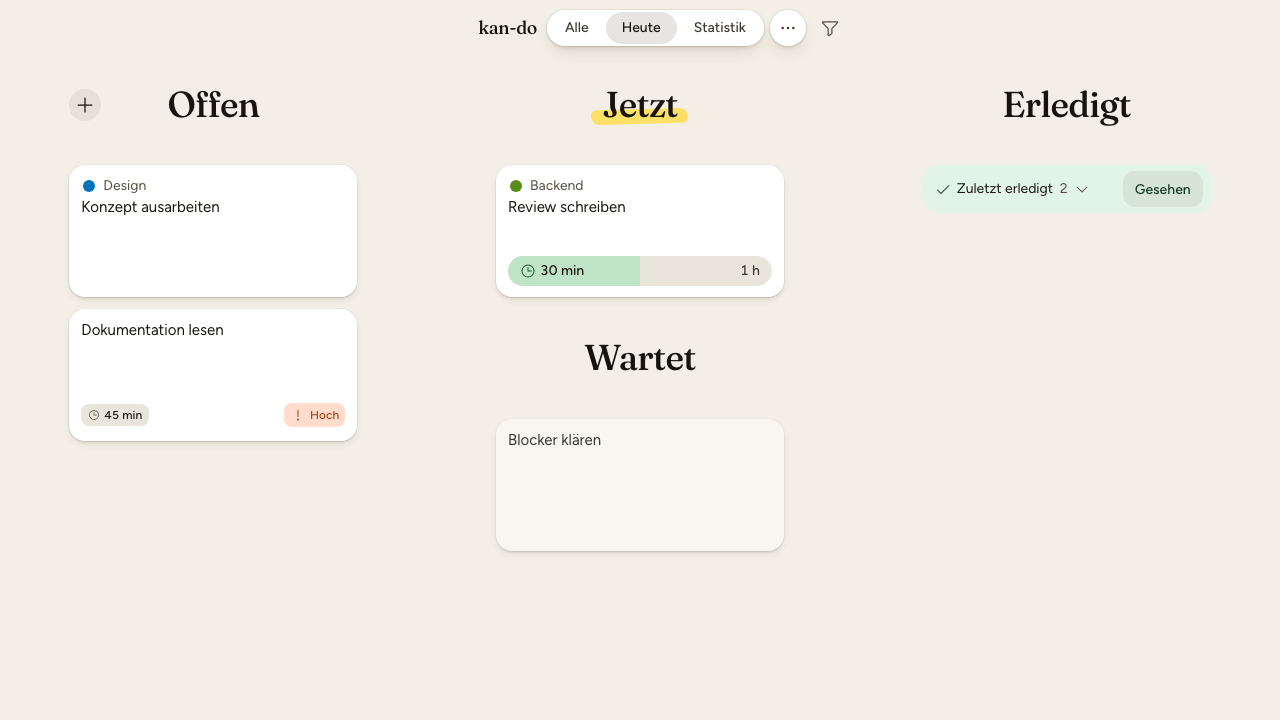 kan-do
Alle
Heute
Statistik
Offen
Design
Konzept ausarbeiten
Dokumentation lesen
45 min
Hoch
Jetzt
Backend
Review schreiben
30 min
1 h
Wartet
Blocker klären
Erledigt
Zuletzt erledigt 2
Gesehen